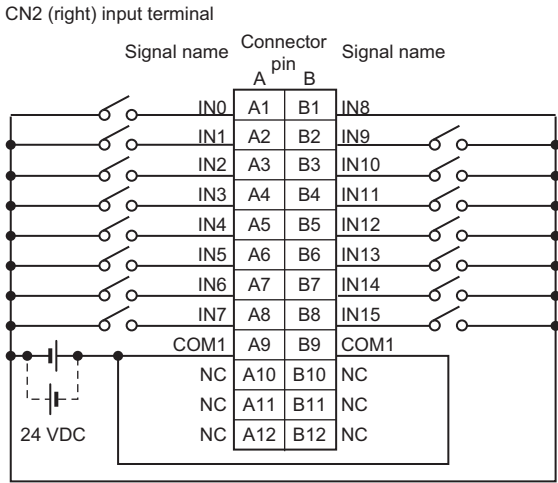 CN2 (right) input terminal
Signal name Connector pin Signal name
A B
IN0 A1 B1 IN8
IN1 A2 B2 IN9
IN2 A3 B3 IN10
IN3 A4 B4 IN11
IN4 A5 B5 IN12
IN5 A6 B6 IN13
IN6 A7 B7 IN14
IN7 A8 B8 IN15
COM1 A9 B9 COM1
NC A10 B10 NC
NC A11 B11 NC
24 VDC NC A12 B12 NC